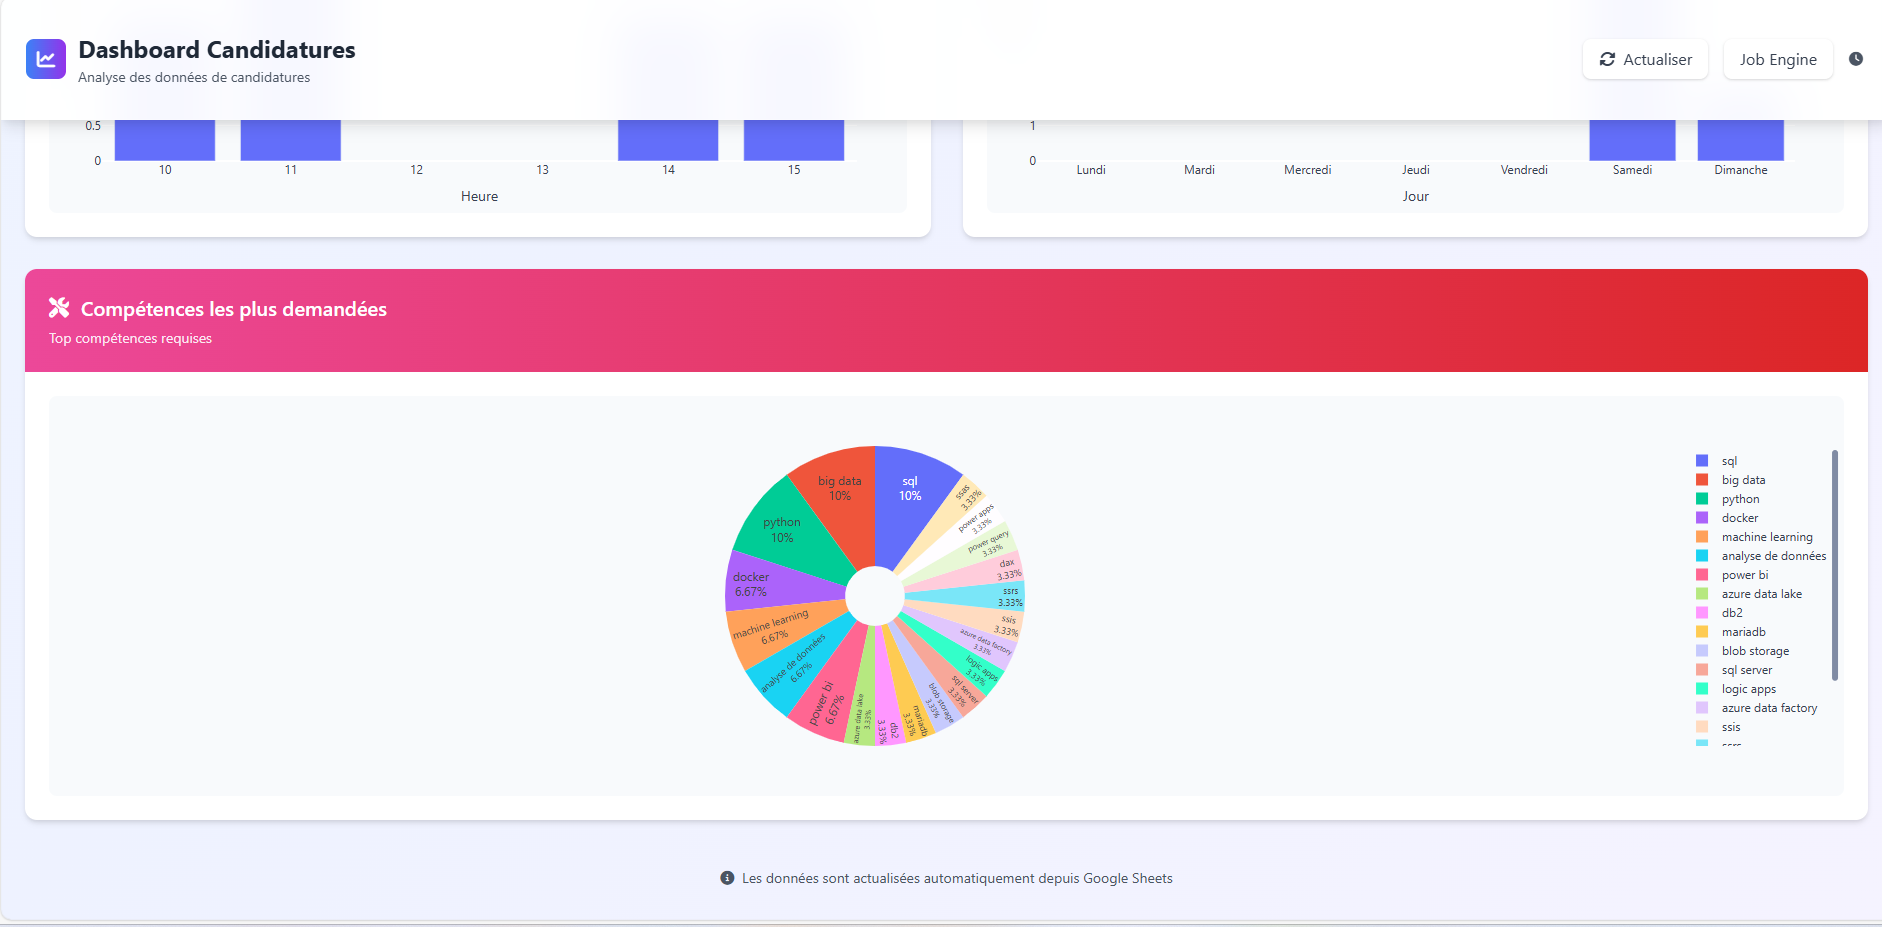 Dashboard Candidatures
Analyse des données de candidatures
Actualiser
Job Engine
0.5
0
10
11
12
13
14
15
Heure
1
0
Lundi
Mardi
Mercredi
Jeudi
Vendredi
Samedi
Dimanche
Jour
Compétences les plus demandées
Top compétences requises
sql
10%
ssas
3.33%
power apps
3.33%
power query
3.33%
dax
3.33%
ssrs
3.33%
ssis
3.33%
azure data factory
3.33%
logic apps
3.33%
sql server
3.33%
blob storage
3.33%
mariadb
3.33%
db2
3.33%
azure data lake
3.33%
power bi
6.67%
analyse de données
6.67%
machine learning
6.67%
docker
6.67%
python
10%
big data
10%
sql
big data
python
docker
machine learning
analyse de données
power bi
azure data lake
db2
mariadb
blob storage
sql server
logic apps
azure data factory
ssis
ssrs
Les données sont actualisées automatiquement depuis Google Sheets